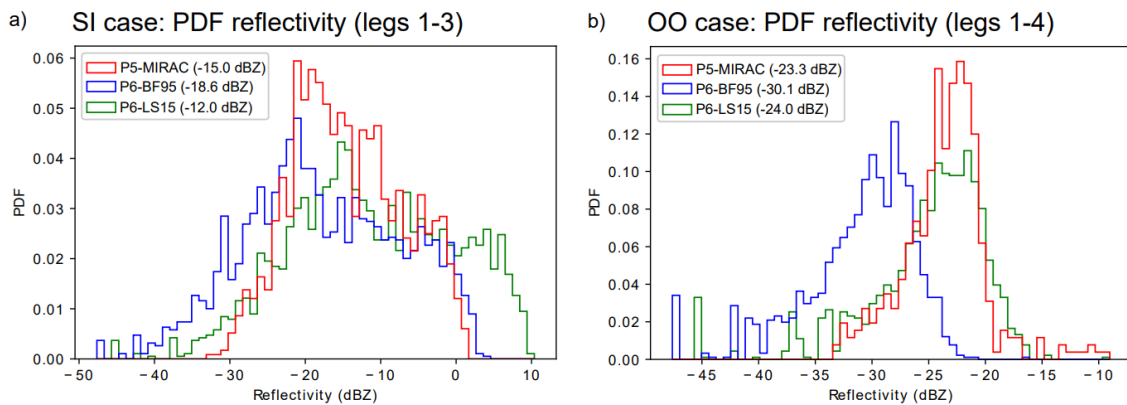 a) SI case: PDF reflectivity (legs 1-3)
P5-MIRAC (-15.0 dBZ)
P6-BF95 (-18.6 dBZ)
P6-LS15 (-12.0 dBZ)
0.06
0.05
0.04
0.03
0.02
0.01
0.00
PDF
−50 −40 −30 −20 −10 0 10
Reflectivity (dBZ)
b) OO case: PDF reflectivity (legs 1-4)
P5-MIRAC (-23.3 dBZ)
P6-BF95 (-30.1 dBZ)
P6-LS15 (-24.0 dBZ)
0.16
0.14
0.12
0.10
0.08
0.06
0.04
0.02
0.00
PDF
−45 −40 −35 −30 −25 −20 −15 −10
Reflectivity (dBZ)